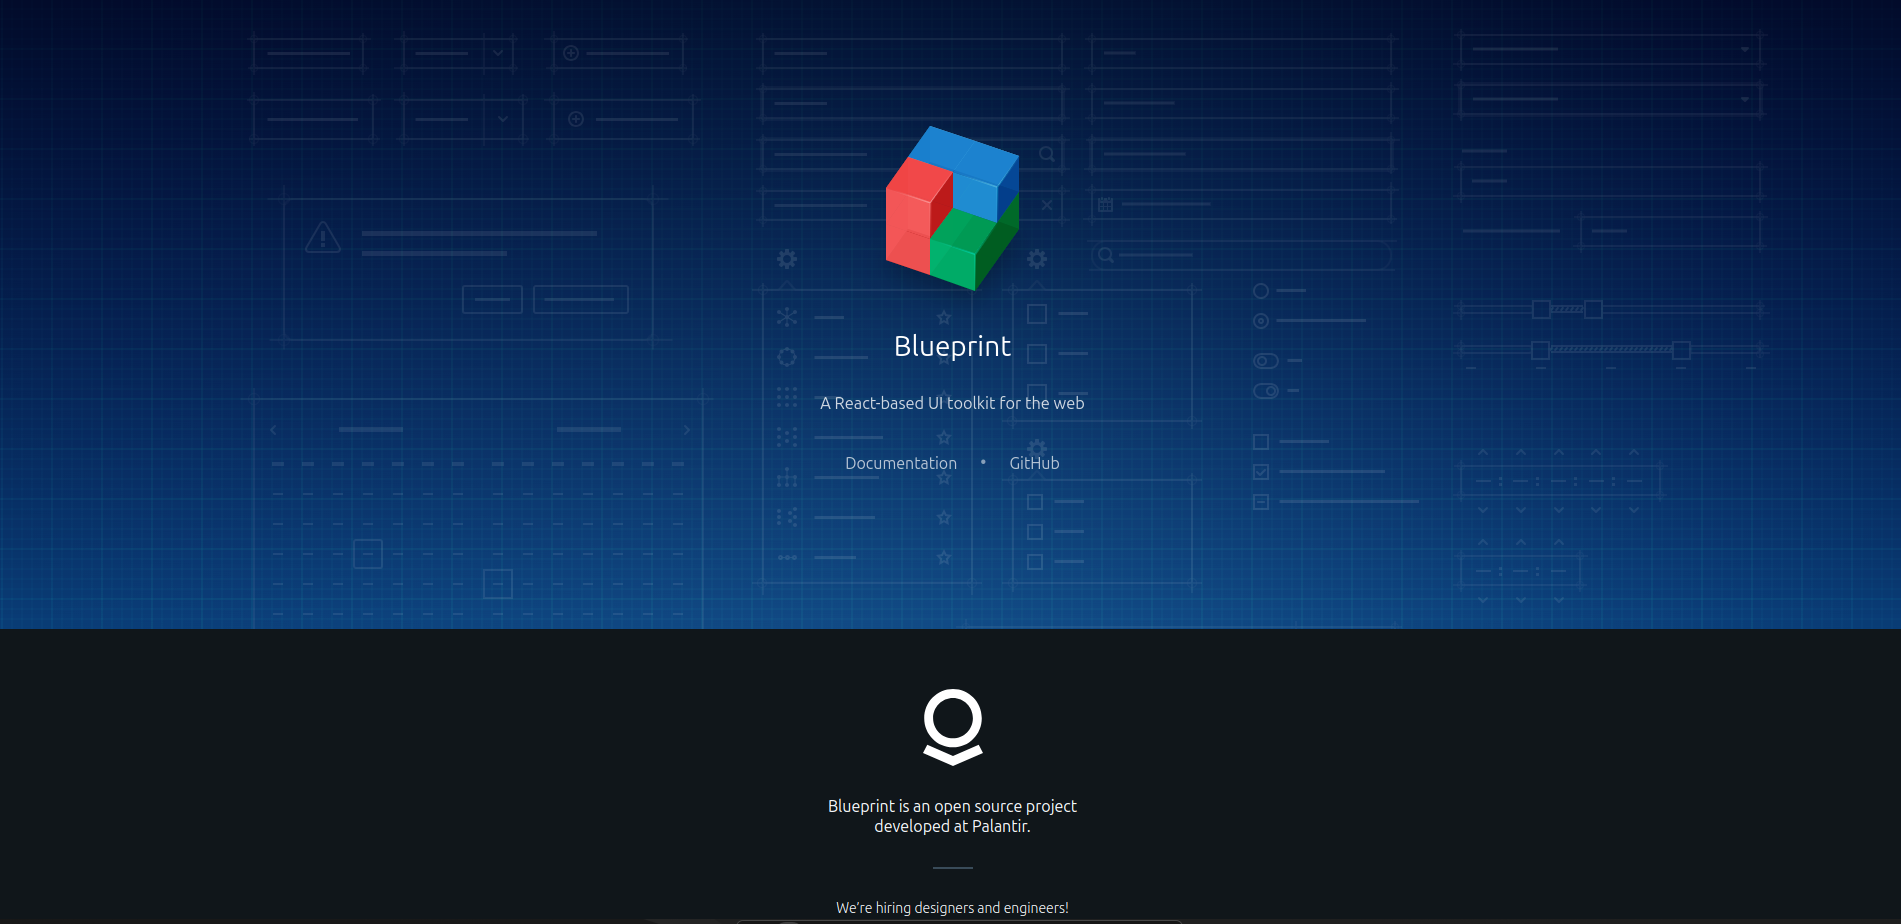 Blueprint
A React-based UI toolkit for the web
Documentation • GitHub
Blueprint is an open source project
developed at Palantir.
We’re hiring designers and engineers!